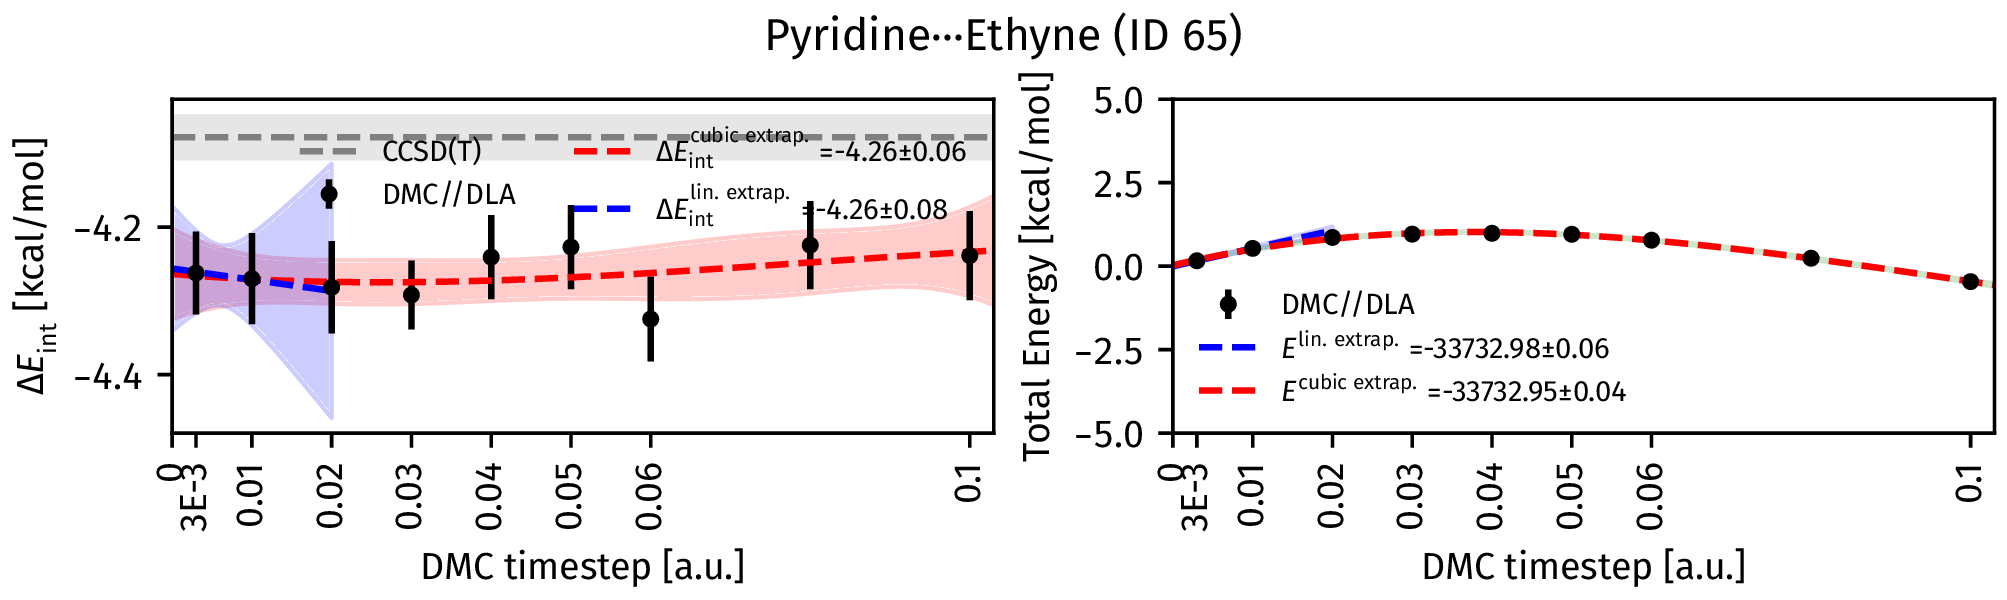 Pyridine···Ethyne (ID 65)
ΔE_int [kcal/mol]
−4.2
−4.4
CCSD(T)
DMC//DLA
ΔE_int^cubic extrap. =-4.26±0.06
ΔE_int^lin. extrap. =-4.26±0.08
0
3E-3
0.01
0.02
0.03
0.04
0.05
0.06
0.1
DMC timestep [a.u.]
Total Energy [kcal/mol]
5.0
2.5
0.0
−2.5
−5.0
DMC//DLA
E^lin. extrap. =-33732.98±0.06
E^cubic extrap. =-33732.95±0.04
0
3E-3
0.01
0.02
0.03
0.04
0.05
0.06
0.1
DMC timestep [a.u.]